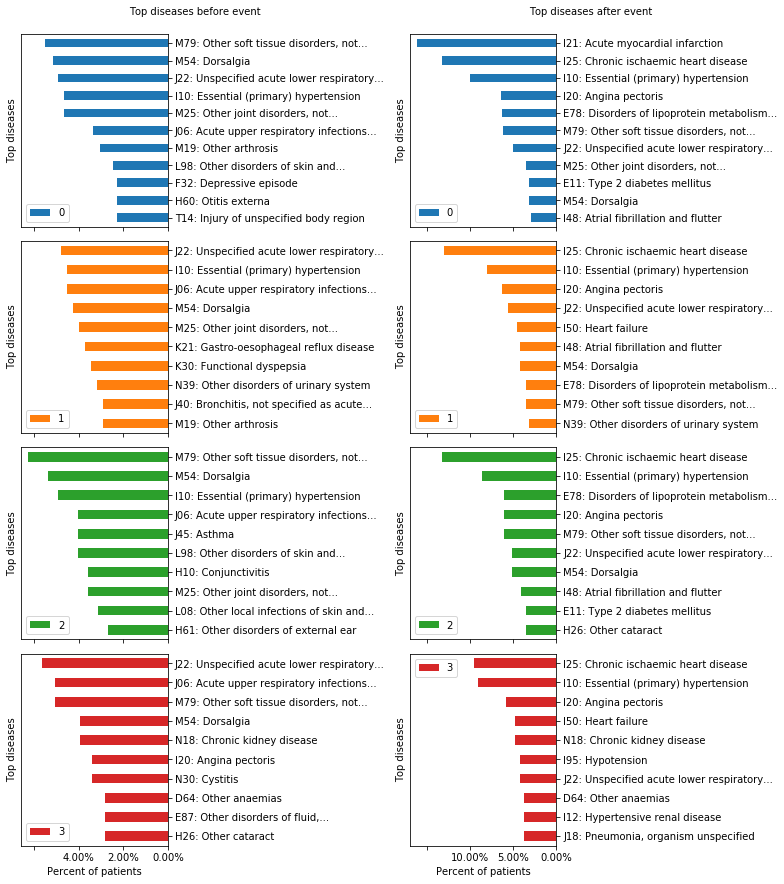 Top diseases before event
Top diseases
M79: Other soft tissue disorders, not...
M54: Dorsalgia
J22: Unspecified acute lower respiratory...
I10: Essential (primary) hypertension
M25: Other joint disorders, not...
J06: Acute upper respiratory infections...
M19: Other arthrosis
L98: Other disorders of skin and...
F32: Depressive episode
H60: Otitis externa
T14: Injury of unspecified body region
0
Top diseases
J22: Unspecified acute lower respiratory...
I10: Essential (primary) hypertension
J06: Acute upper respiratory infections...
M54: Dorsalgia
M25: Other joint disorders, not...
K21: Gastro-oesophageal reflux disease
K30: Functional dyspepsia
N39: Other disorders of urinary system
J40: Bronchitis, not specified as acute...
M19: Other arthrosis
1
Top diseases
M79: Other soft tissue disorders, not...
M54: Dorsalgia
I10: Essential (primary) hypertension
J06: Acute upper respiratory infections...
J45: Asthma
L98: Other disorders of skin and...
H10: Conjunctivitis
M25: Other joint disorders, not...
L08: Other local infections of skin and...
H61: Other disorders of external ear
2
Top diseases
J22: Unspecified acute lower respiratory...
J06: Acute upper respiratory infections...
M79: Other soft tissue disorders, not...
M54: Dorsalgia
N18: Chronic kidney disease
I20: Angina pectoris
N30: Cystitis
D64: Other anaemias
E87: Other disorders of fluid,...
H26: Other cataract
3
4.00% 2.00% 0.00%
Percent of patients
Top diseases after event
Top diseases
I21: Acute myocardial infarction
I25: Chronic ischaemic heart disease
I10: Essential (primary) hypertension
I20: Angina pectoris
E78: Disorders of lipoprotein metabolism...
M79: Other soft tissue disorders, not...
J22: Unspecified acute lower respiratory...
M25: Other joint disorders, not...
E11: Type 2 diabetes mellitus
M54: Dorsalgia
I48: Atrial fibrillation and flutter
0
Top diseases
I25: Chronic ischaemic heart disease
I10: Essential (primary) hypertension
I20: Angina pectoris
J22: Unspecified acute lower respiratory...
I50: Heart failure
I48: Atrial fibrillation and flutter
M54: Dorsalgia
E78: Disorders of lipoprotein metabolism...
M79: Other soft tissue disorders, not...
N39: Other disorders of urinary system
1
Top diseases
I25: Chronic ischaemic heart disease
I10: Essential (primary) hypertension
E78: Disorders of lipoprotein metabolism...
I20: Angina pectoris
M79: Other soft tissue disorders, not...
J22: Unspecified acute lower respiratory...
M54: Dorsalgia
I48: Atrial fibrillation and flutter
E11: Type 2 diabetes mellitus
H26: Other cataract
2
Top diseases
3
I25: Chronic ischaemic heart disease
I10: Essential (primary) hypertension
I20: Angina pectoris
I50: Heart failure
N18: Chronic kidney disease
I95: Hypotension
J22: Unspecified acute lower respiratory...
D64: Other anaemias
I12: Hypertensive renal disease
J18: Pneumonia, organism unspecified
10.00% 5.00% 0.00%
Percent of patients